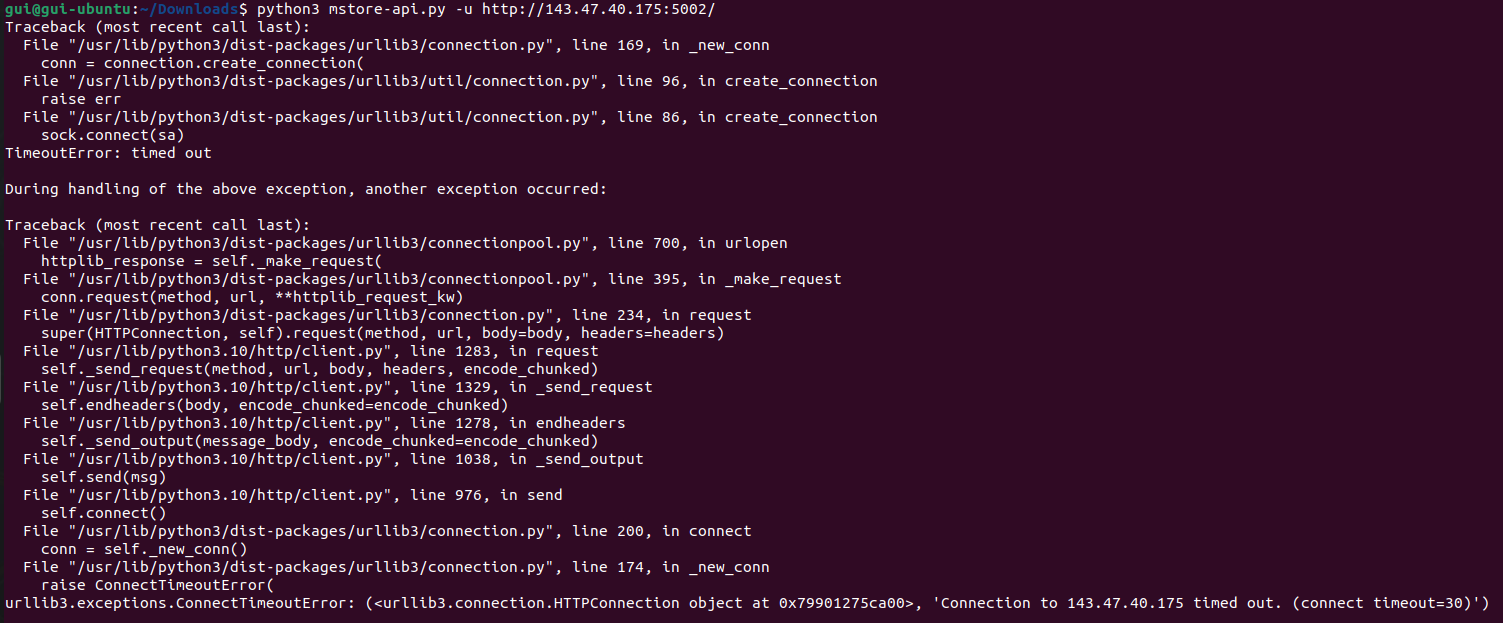 gui@gui-ubuntu:~/Downloads$ python3 mstore-api.py -u http://143.47.40.175:5002/
Traceback (most recent call last):
  File "/usr/lib/python3/dist-packages/urllib3/connection.py", line 169, in _new_conn
    conn = connection.create_connection(
  File "/usr/lib/python3/dist-packages/urllib3/util/connection.py", line 96, in create_connection
    raise err
  File "/usr/lib/python3/dist-packages/urllib3/util/connection.py", line 86, in create_connection
    sock.connect(sa)
TimeoutError: timed out

During handling of the above exception, another exception occurred:

Traceback (most recent call last):
  File "/usr/lib/python3/dist-packages/urllib3/connectionpool.py", line 700, in urlopen
    httplib_response = self._make_request(
  File "/usr/lib/python3/dist-packages/urllib3/connectionpool.py", line 395, in _make_request
    conn.request(method, url, **httplib_request_kw)
  File "/usr/lib/python3/dist-packages/urllib3/connection.py", line 234, in request
    super(HTTPConnection, self).request(method, url, body=body, headers=headers)
  File "/usr/lib/python3.10/http/client.py", line 1283, in request
    self._send_request(method, url, body, headers, encode_chunked)
  File "/usr/lib/python3.10/http/client.py", line 1329, in _send_request
    self.endheaders(body, encode_chunked=encode_chunked)
  File "/usr/lib/python3.10/http/client.py", line 1278, in endheaders
    self._send_output(message_body, encode_chunked=encode_chunked)
  File "/usr/lib/python3.10/http/client.py", line 1038, in _send_output
    self.send(msg)
  File "/usr/lib/python3.10/http/client.py", line 976, in send
    self.connect()
  File "/usr/lib/python3/dist-packages/urllib3/connection.py", line 200, in connect
    conn = self._new_conn()
  File "/usr/lib/python3/dist-packages/urllib3/connection.py", line 174, in _new_conn
    raise ConnectTimeoutError(
urllib3.exceptions.ConnectTimeoutError: (<urllib3.connection.HTTPConnection object at 0x79901275ca00>, 'Connection to 143.47.40.175 timed out. (connect timeout=30)')